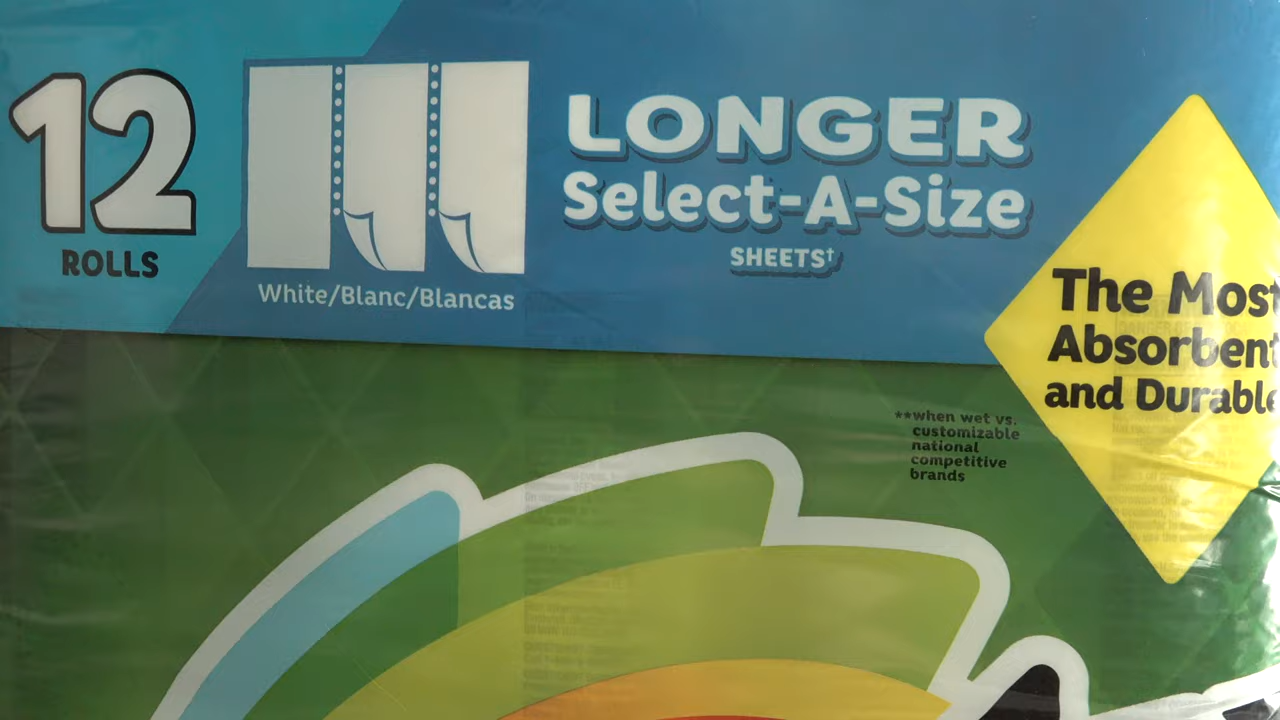 12
ROLLS
White/Blanc/Blancas
LONGER
Select-A-Size
SHEETS†
The Most
Absorbent
and Durable
**when wet vs.
customizable
national
competitive
brands